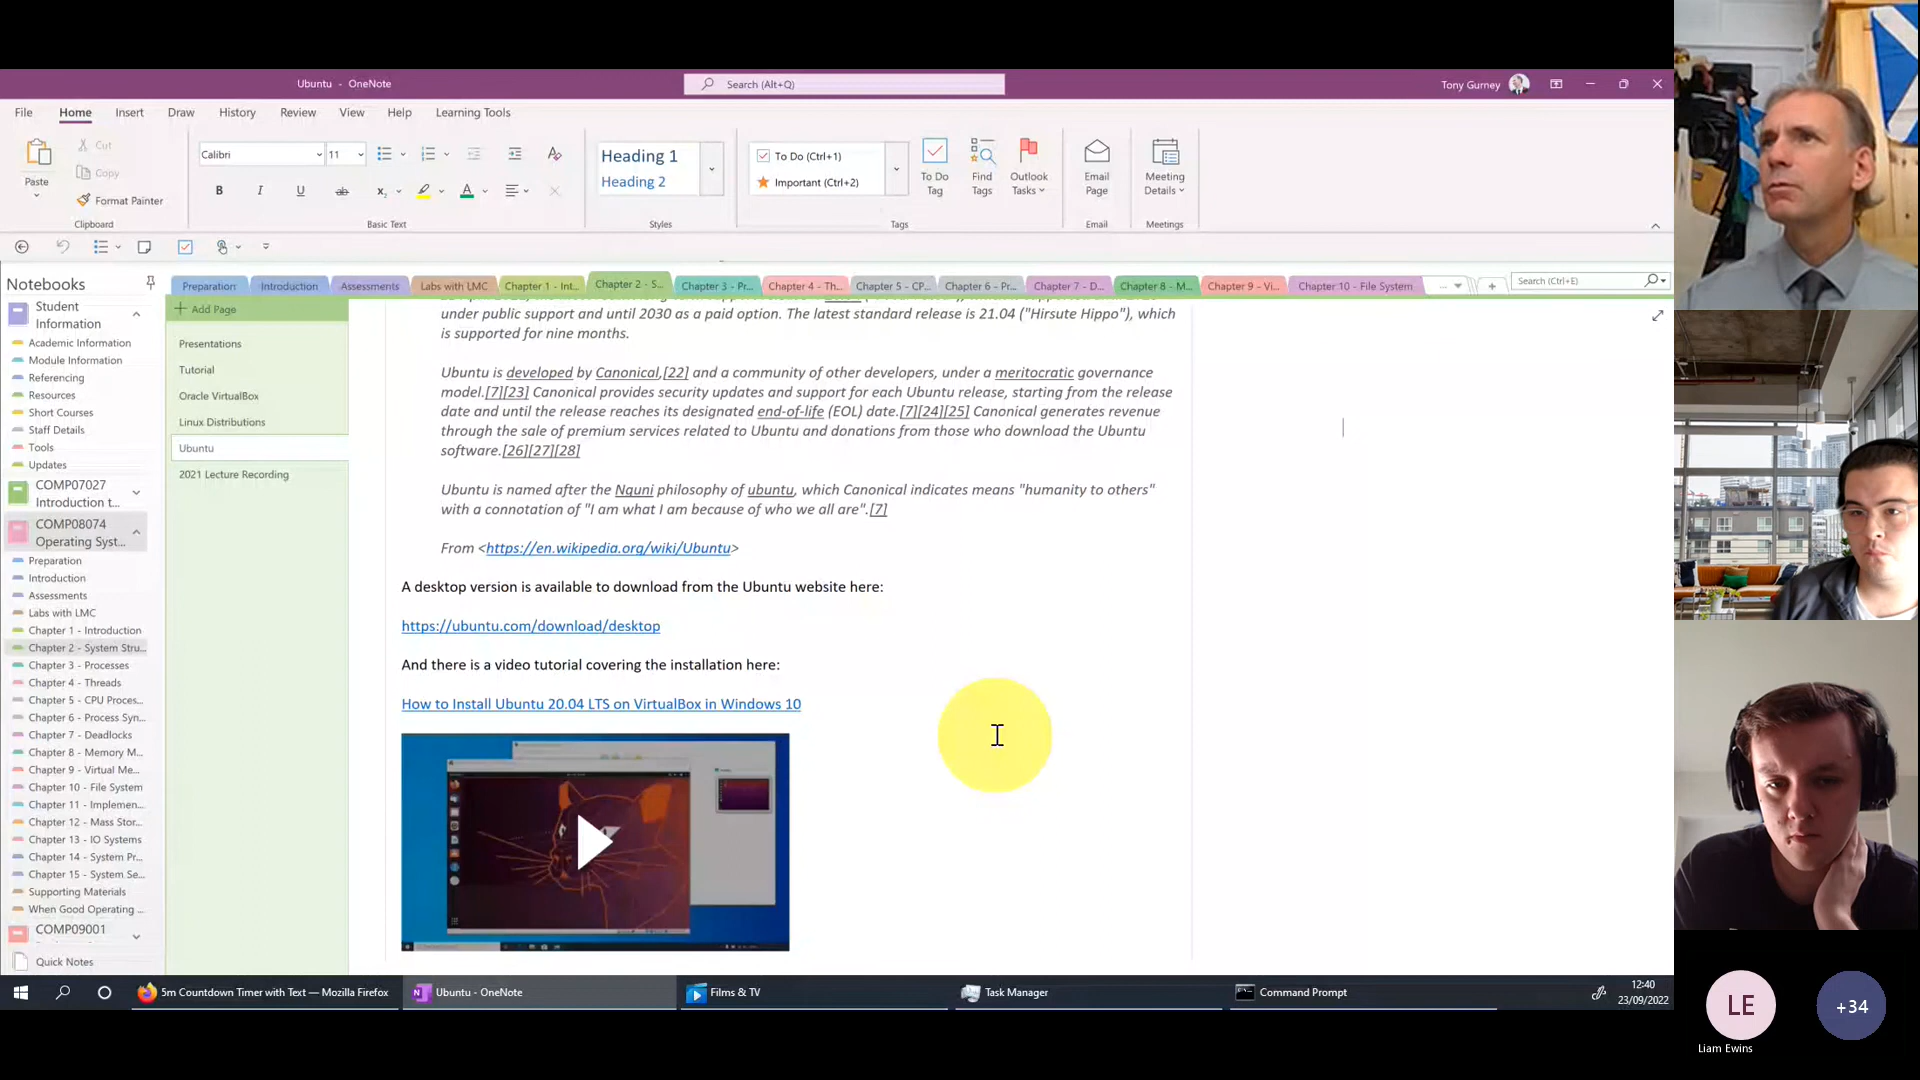 Ubuntu - OneNote
Search (Alt+Q)
Tony Gurney
File Home Insert Draw History Review View Help Learning Tools
Paste
Cut
Copy
Format Painter
Clipboard
Calibri 11
Basic Text
Heading 1
Heading 2
Styles
To Do (Ctrl+1)
Important (Ctrl+2)
Tags
To Do Tag
Find Tags
Outlook Tasks
Email Page
Email
Meeting Details
Meetings
Notebooks
Preparation Introduction Assessments Labs with LMC Chapter 1 - Int... Chapter 2 - S... Chapter 3 - Pr... Chapter 4 - Th... Chapter 5 - CP... Chapter 6 - Pr... Chapter 7 - D... Chapter 8 - M... Chapter 9 - Vi... Chapter 10 - File System
Search (Ctrl+E)
Student
Information
Academic Information
Module Information
Referencing
Resources
Short Courses
Staff Details
Tools
Updates
COMP07027
Introduction t...
COMP08074
Operating Syst...
Preparation
Introduction
Assessments
Labs with LMC
Chapter 1 - Introduction
Chapter 2 - System Stru...
Chapter 3 - Processes
Chapter 4 - Threads
Chapter 5 - CPU Proces...
Chapter 6 - Process Syn...
Chapter 7 - Deadlocks
Chapter 8 - Memory M...
Chapter 9 - Virtual Me...
Chapter 10 - File System
Chapter 11 - Implemen...
Chapter 12 - Mass Stor...
Chapter 13 - IO Systems
Chapter 14 - System Pr...
Chapter 15 - System Se...
Supporting Materials
When Good Operating ...
COMP09001
Quick Notes
Add Page
Presentations
Tutorial
Oracle VirtualBox
Linux Distributions
Ubuntu
2021 Lecture Recording
under public support and until 2030 as a paid option. The latest standard release is 21.04 ("Hirsute Hippo"), which
is supported for nine months.
Ubuntu is developed by Canonical,[22] and a community of other developers, under a meritocratic governance
model.[7][23] Canonical provides security updates and support for each Ubuntu release, starting from the release
date and until the release reaches its designated end-of-life (EOL) date.[7][24][25] Canonical generates revenue
through the sale of premium services related to Ubuntu and donations from those who download the Ubuntu
software.[26][27][28]
Ubuntu is named after the Nguni philosophy of ubuntu, which Canonical indicates means "humanity to others"
with a connotation of "I am what I am because of who we all are".[7]
From <https://en.wikipedia.org/wiki/Ubuntu>
A desktop version is available to download from the Ubuntu website here:
https://ubuntu.com/download/desktop
And there is a video tutorial covering the installation here:
How to Install Ubuntu 20.04 LTS on VirtualBox in Windows 10
5m Countdown Timer with Text — Mozilla Firefox
Ubuntu - OneNote
Films & TV
Task Manager
Command Prompt
12:40
23/09/2022
LE
Liam Ewins
+34